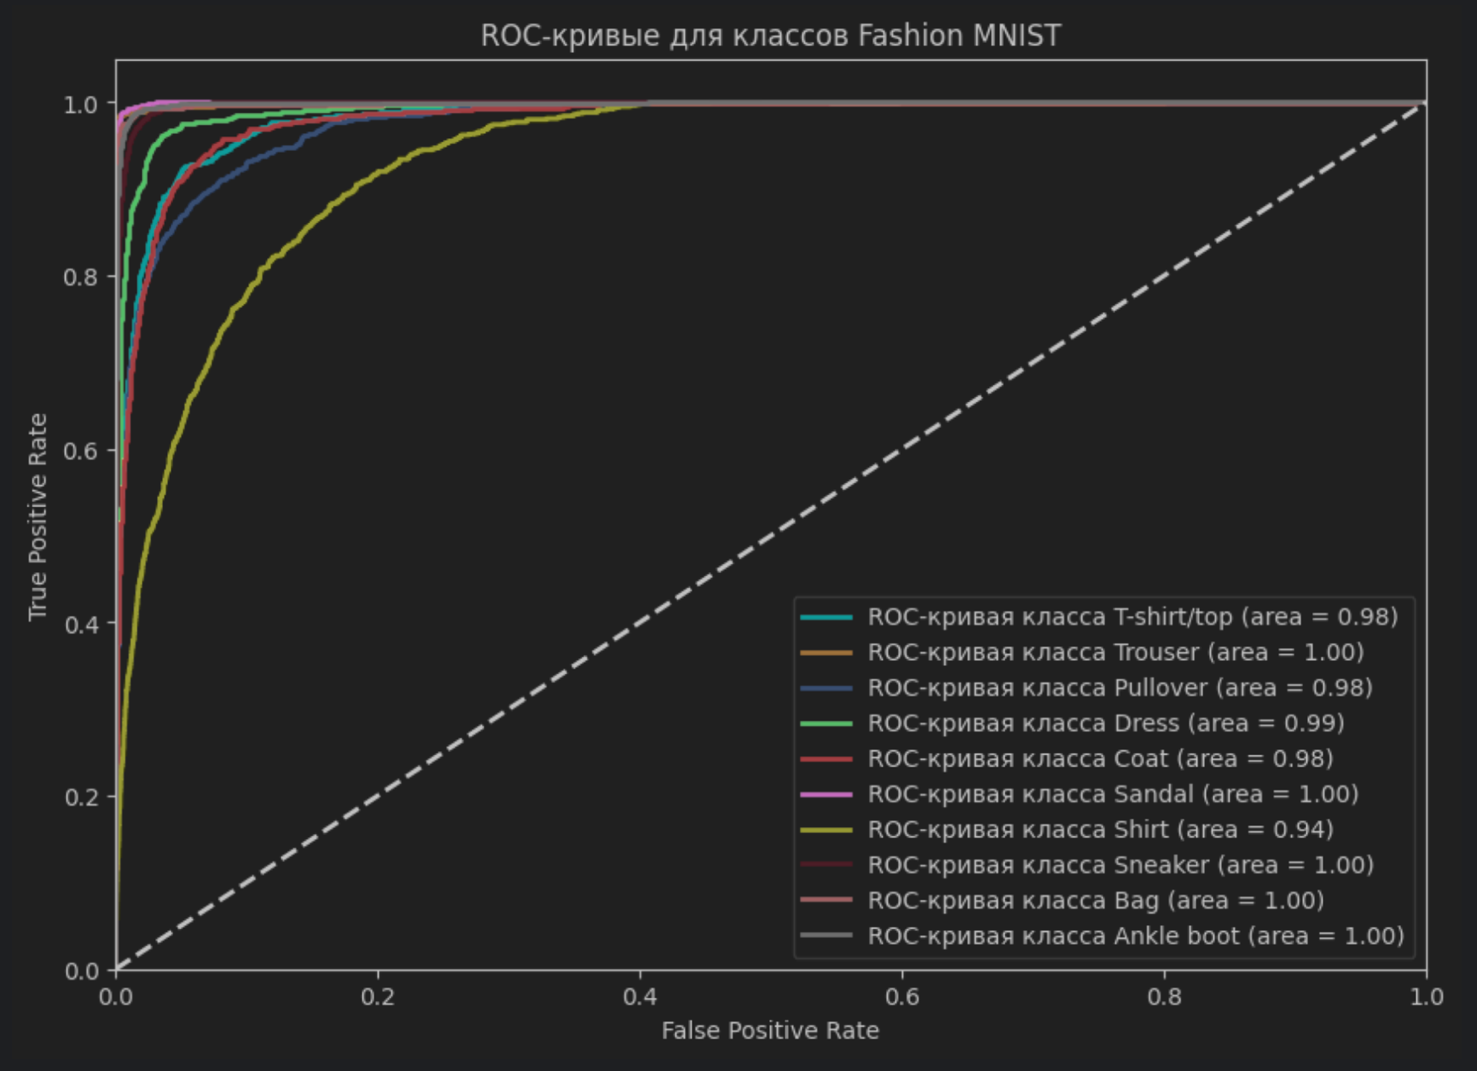 ROC-кривые для классов Fashion MNIST
True Positive Rate
1.0
0.8
0.6
0.4
0.2
0.0
ROC-кривая класса T-shirt/top (area = 0.98)
ROC-кривая класса Trouser (area = 1.00)
ROC-кривая класса Pullover (area = 0.98)
ROC-кривая класса Dress (area = 0.99)
ROC-кривая класса Coat (area = 0.98)
ROC-кривая класса Sandal (area = 1.00)
ROC-кривая класса Shirt (area = 0.94)
ROC-кривая класса Sneaker (area = 1.00)
ROC-кривая класса Bag (area = 1.00)
ROC-кривая класса Ankle boot (area = 1.00)
0.0 0.2 0.4 0.6 0.8 1.0
False Positive Rate